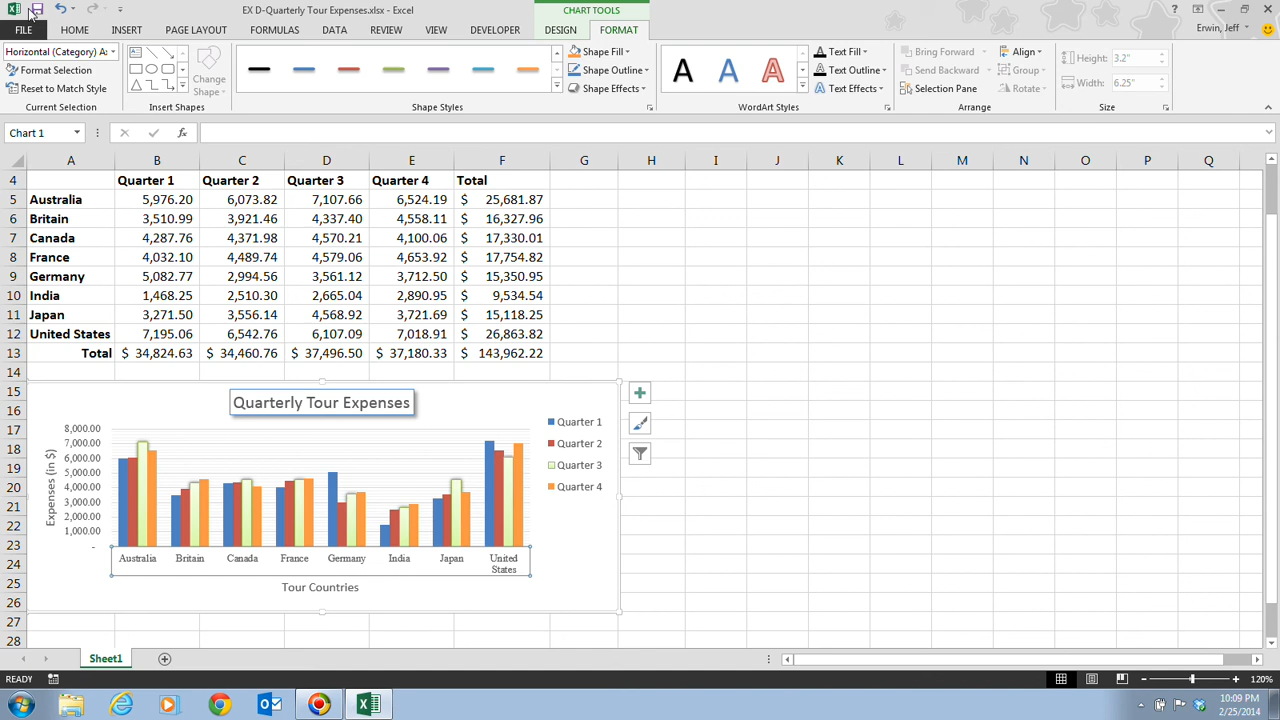 EX D-Quarterly Tour Expenses.xlsx - Excel
CHART TOOLS
?
FILE HOME INSERT PAGE LAYOUT FORMULAS DATA REVIEW VIEW DEVELOPER DESIGN FORMAT Erwin, Jeff
Horizontal (Category) A:
Format Selection
Reset to Match Style
Current Selection
Change
Shapes
Insert Shapes
Shape Fill
Shape Outline
Shape Effects
Shape Styles
A A A
Text Fill
Text Outline
Text Effects
WordArt Styles
Bring Forward
Send Backward
Selection Pane
Align
Group
Rotate
Arrange
Height: 3.2"
Width: 6.25"
Size
Chart 1 fx
A B C D E F G H I J K L M N O P Q
4 Quarter 1 Quarter 2 Quarter 3 Quarter 4 Total
5 Australia 5,976.20 6,073.82 7,107.66 6,524.19 $ 25,681.87
6 Britain 3,510.99 3,921.46 4,337.40 4,558.11 $ 16,327.96
7 Canada 4,287.76 4,371.98 4,570.21 4,100.06 $ 17,330.01
8 France 4,032.10 4,489.74 4,579.06 4,653.92 $ 17,754.82
9 Germany 5,082.77 2,994.56 3,561.12 3,712.50 $ 15,350.95
10 India 1,468.25 2,510.30 2,665.04 2,890.95 $ 9,534.54
11 Japan 3,271.50 3,556.14 4,568.92 3,721.69 $ 15,118.25
12 United States 7,195.06 6,542.76 6,107.09 7,018.91 $ 26,863.82
13 Total $ 34,824.63 $ 34,460.76 $ 37,496.50 $ 37,180.33 $ 143,962.22
14
15
16
17
18
19
20
21
22
23
24
25
26
27
28
Quarterly Tour Expenses
Expenses (in $)
8,000.00
7,000.00
6,000.00
5,000.00
4,000.00
3,000.00
2,000.00
1,000.00
-
Quarter 1
Quarter 2
Quarter 3
Quarter 4
Australia Britain Canada France Germany India Japan United
States
Tour Countries
Sheet1
READY
120%
10:09 PM
2/25/2014